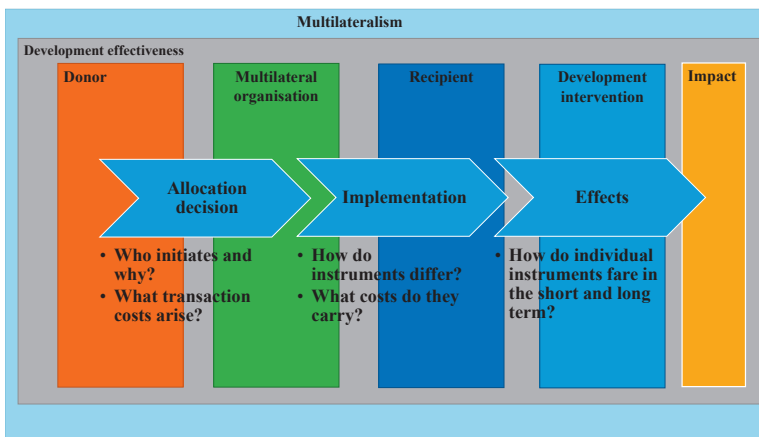 Multilateralism
Development effectiveness
Donor
Multilateral
organisation
Recipient
Development
intervention
Impact
Allocation
decision
Implementation
Effects
• Who initiates and
why?
• What transaction
costs arise?
• How do
instruments differ?
• What costs do they
carry?
• How do individual
instruments fare in
the short and long
term?